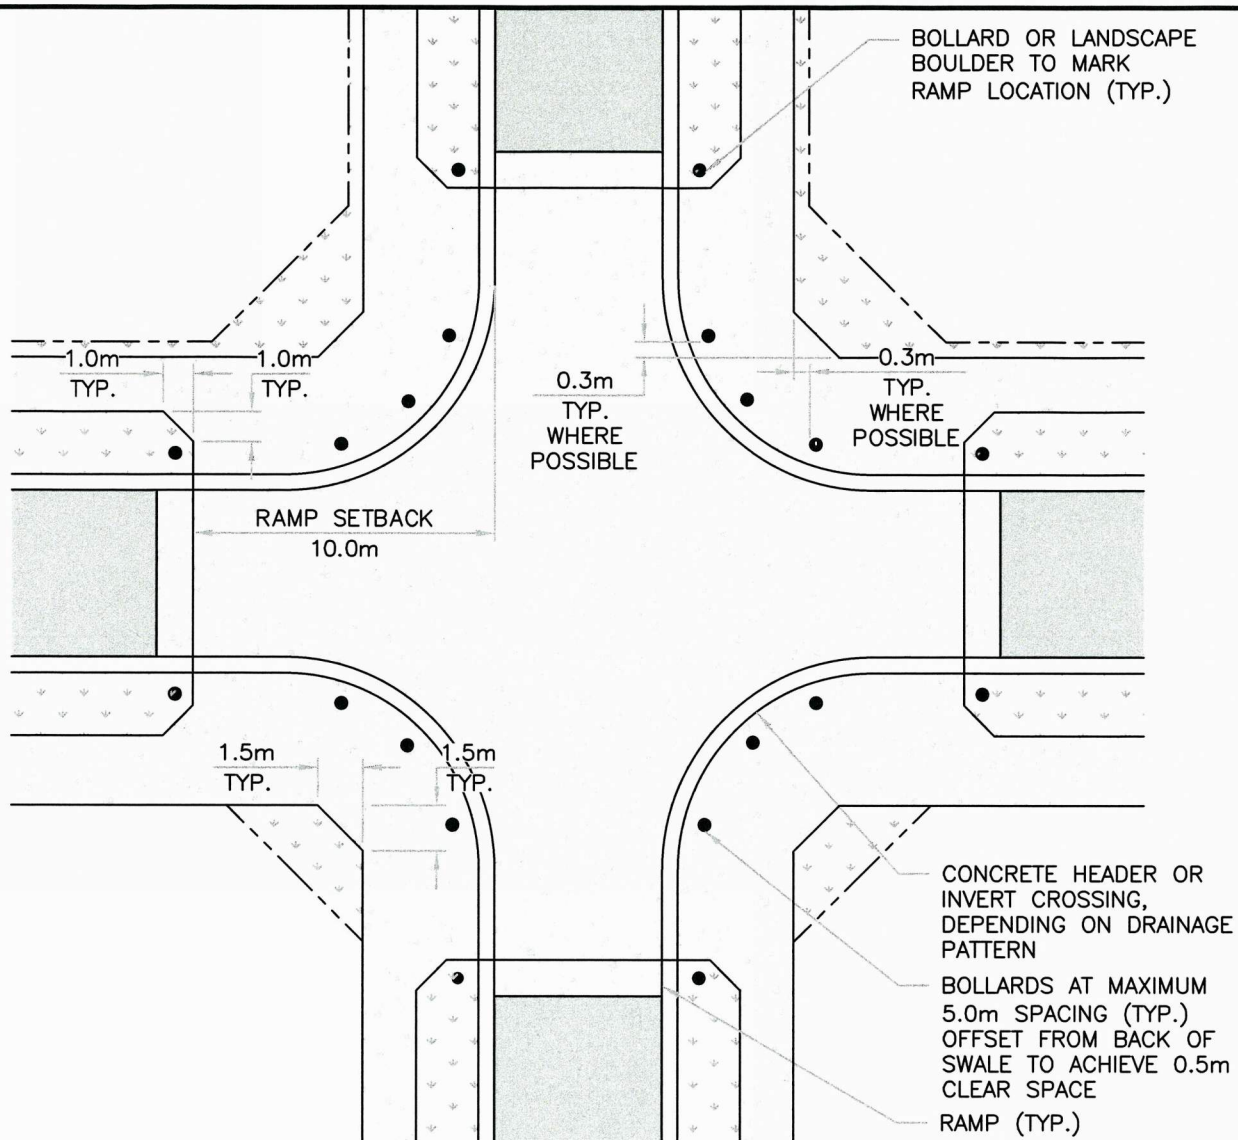 BOLLARD OR LANDSCAPE
BOULDER TO MARK
RAMP LOCATION (TYP.)
1.0m
TYP.
1.0m
TYP.
0.3m
TYP.
WHERE
POSSIBLE
0.3m
TYP.
WHERE
POSSIBLE
RAMP SETBACK
10.0m
1.5m
TYP.
1.5m
TYP.
CONCRETE HEADER OR
INVERT CROSSING,
DEPENDING ON DRAINAGE
PATTERN
BOLLARDS AT MAXIMUM
5.0m SPACING (TYP.)
OFFSET FROM BACK OF
SWALE TO ACHIEVE 0.5m
CLEAR SPACE
RAMP (TYP.)